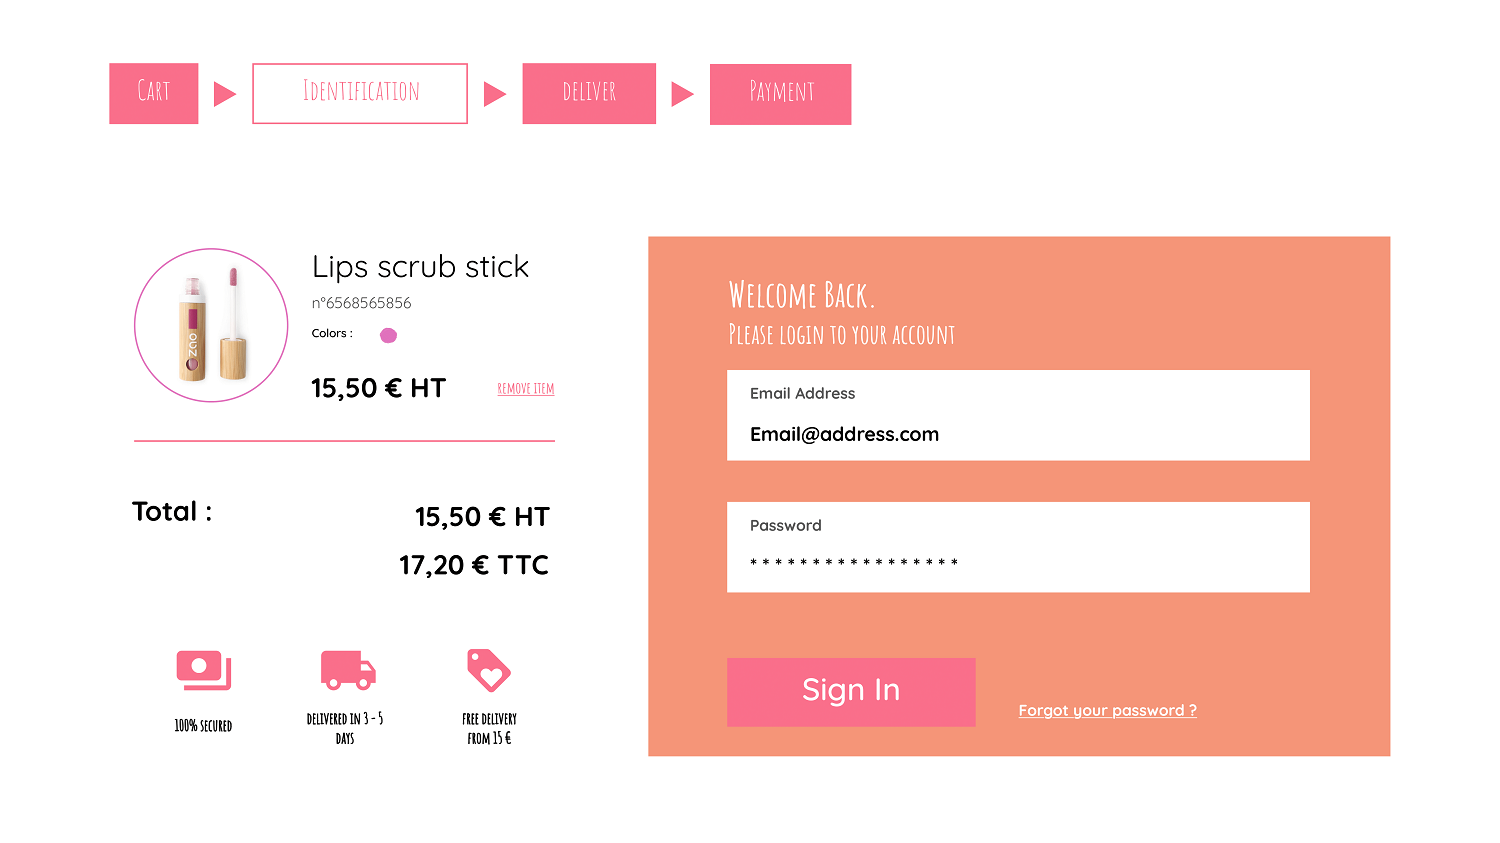 Cart
Identification
deliver
Payment
Lips scrub stick
n°6568565856
Colors :
15,50 € HT
remove item
zao
Total :
15,50 € HT
17,20 € TTC
100% secured
delivered in 3 - 5
days
free delivery
from 15 €
Welcome Back.
Please login to your account
Email Address
Email@address.com
Password
* * * * * * * * * * * * * * * * *
Sign In
Forgot your password ?